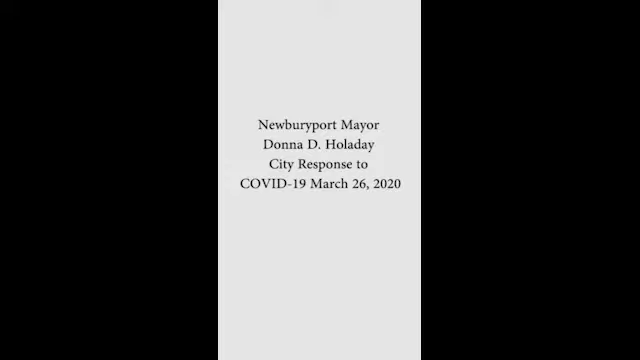 Newburyport Mayor
Donna D. Holaday
City Response to
COVID-19 March 26, 2020